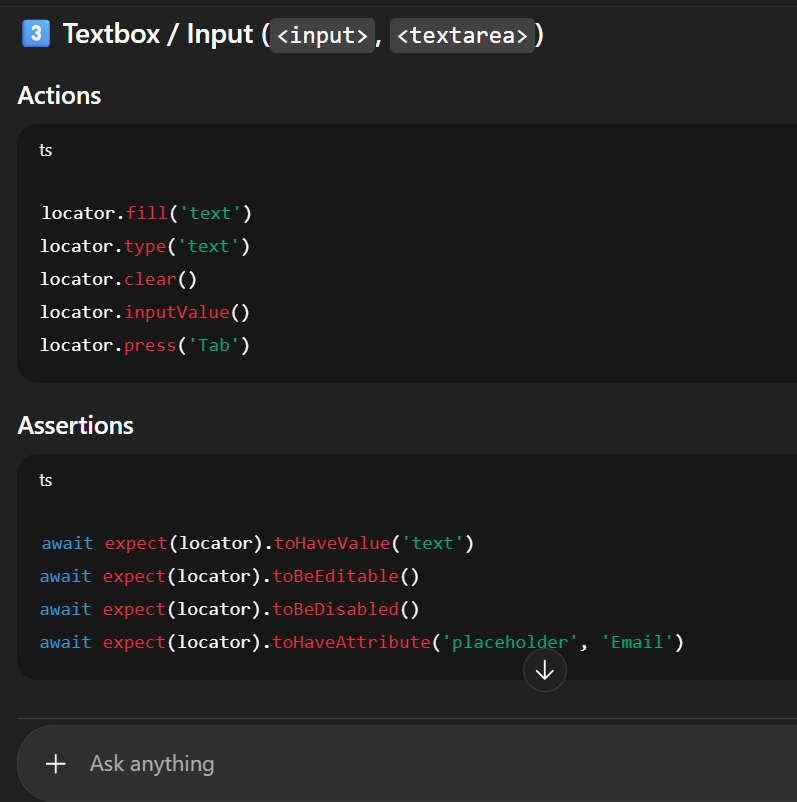 3 Textbox / Input (<input>, <textarea>)
Actions
ts
locator.fill('text')
locator.type('text')
locator.clear()
locator.inputValue()
locator.press('Tab')
Assertions
ts
await expect(locator).toHaveValue('text')
await expect(locator).toBeEditable()
await expect(locator).toBeDisabled()
await expect(locator).toHaveAttribute('placeholder', 'Email')
Ask anything